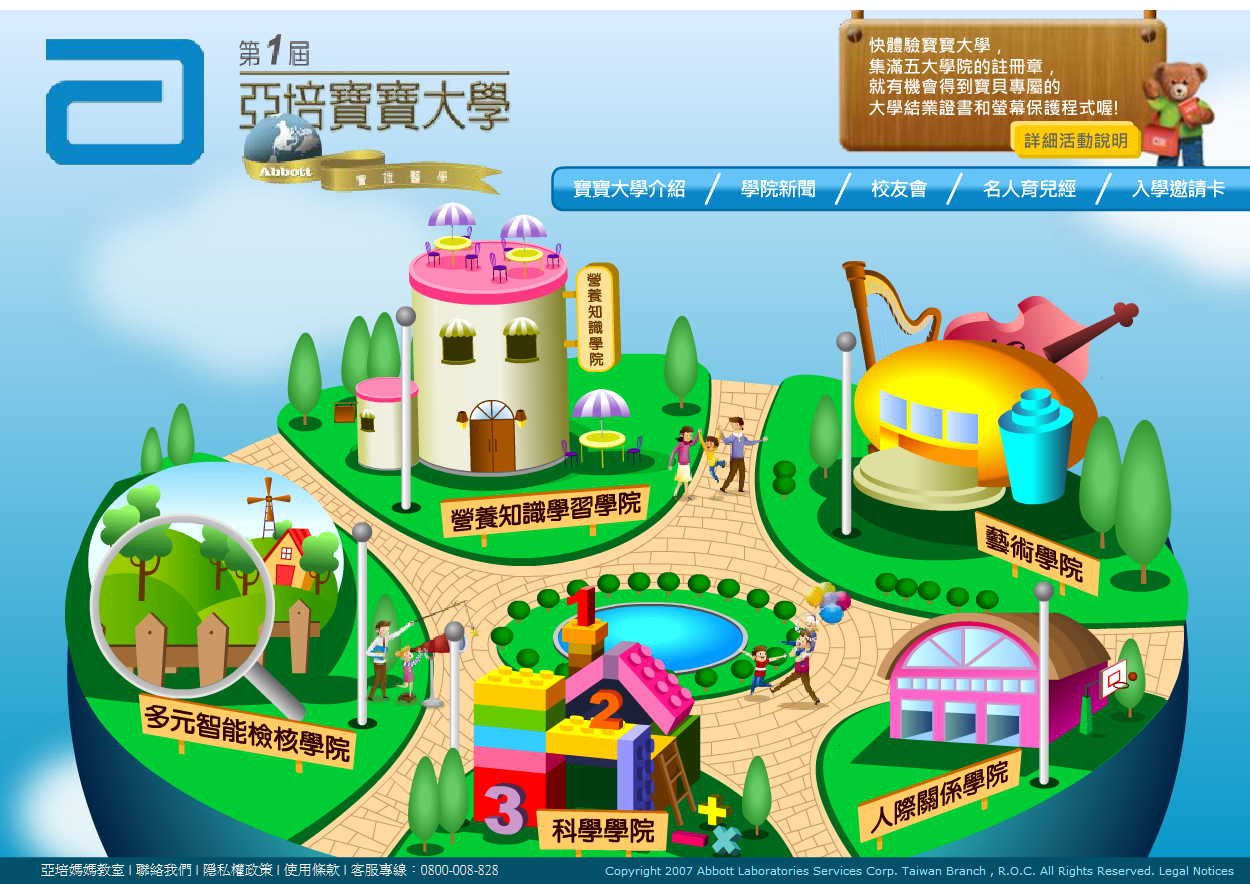 第1屆
亞培寶寶大學
Abbott
實證醫學
快體驗寶寶大學，
集滿五大學院的註冊章，
就有機會得到寶貝專屬的
大學結業證書和螢幕保護程式喔!
詳細活動說明
寶寶大學介紹 / 學院新聞 / 校友會 / 名人育兒經 / 入學邀請卡
營養知識學院
營養知識學習學院
藝術學院
多元智能檢核學院
1
2
3
科學學院
人際關係學院
亞培媽媽教室 | 聯絡我們 | 隱私權政策 | 使用條款 | 客服專線：0800-008-828
Copyright 2007 Abbott Laboratories Services Corp. Taiwan Branch , R.O.C. All Rights Reserved. Legal Notices